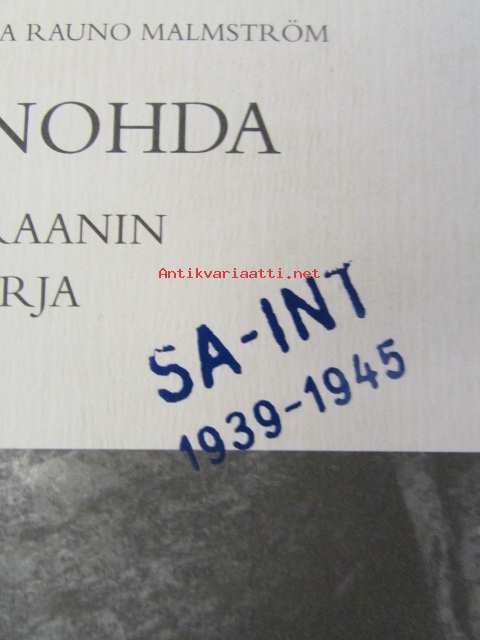 A RAUNO MALMSTRÖM
NOHDA
RAANIN
RJA
Antikvariaatti.net
SA-INT
1939-1945